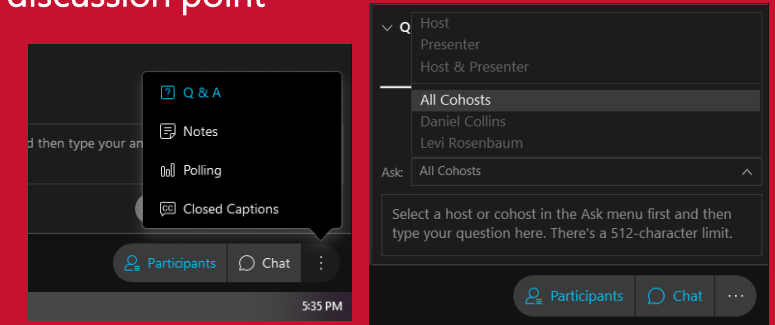 discussion point
Q & A
Notes
d then type your an
Polling
Closed Captions
Participants
Chat
5:35 PM
Q
Host
Presenter
Host & Presenter
All Cohosts
Daniel Collins
Levi Rosenbaum
Ask: All Cohosts
Select a host or cohost in the Ask menu first and then
type your question here. There's a 512-character limit.
Participants
Chat